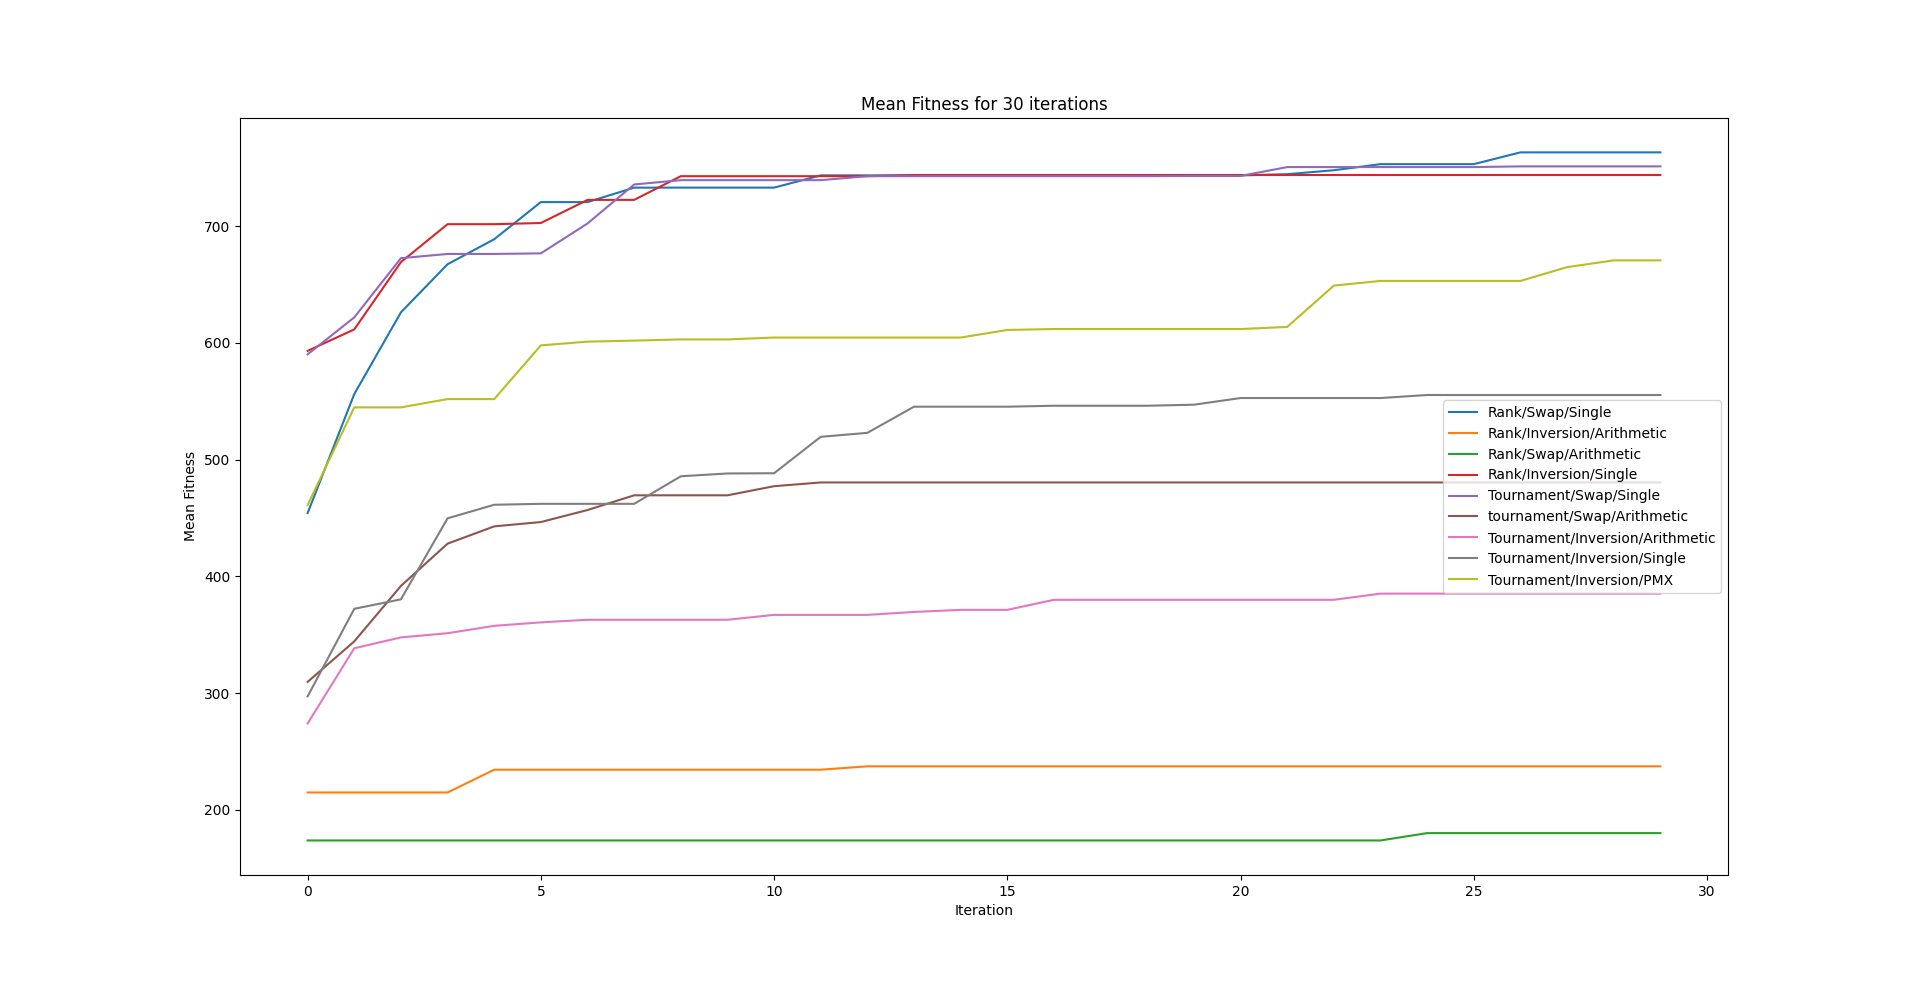 Mean Fitness for 30 iterations
Mean Fitness
700
600
500
400
300
200
Rank/Swap/Single
Rank/Inversion/Arithmetic
Rank/Swap/Arithmetic
Rank/Inversion/Single
Tournament/Swap/Single
tournament/Swap/Arithmetic
Tournament/Inversion/Arithmetic
Tournament/Inversion/Single
Tournament/Inversion/PMX
0 5 10 15 20 25 30
Iteration